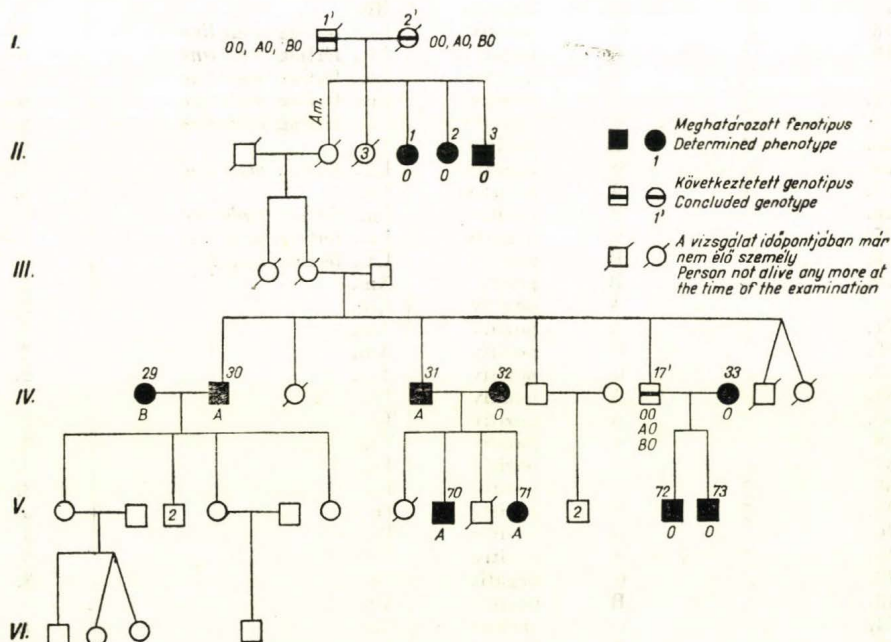 1' 2'
I. 00, A0, B0 00, A0, B0
Am.
II. 3 1 2 3
0 0 0
Meghatározott fenotipus
Determined phenotype
1
Következtetett genotipus
Concluded genotype
1'
A vizsgálat időpontjában már
nem élő személy
Person not alive any more at
the time of the examination
III.
29 30 31 32 17' 33
IV. B A A 0 00 0
A0
B0
70 71 72 73
V. 2 A A 2 0 0
VI.